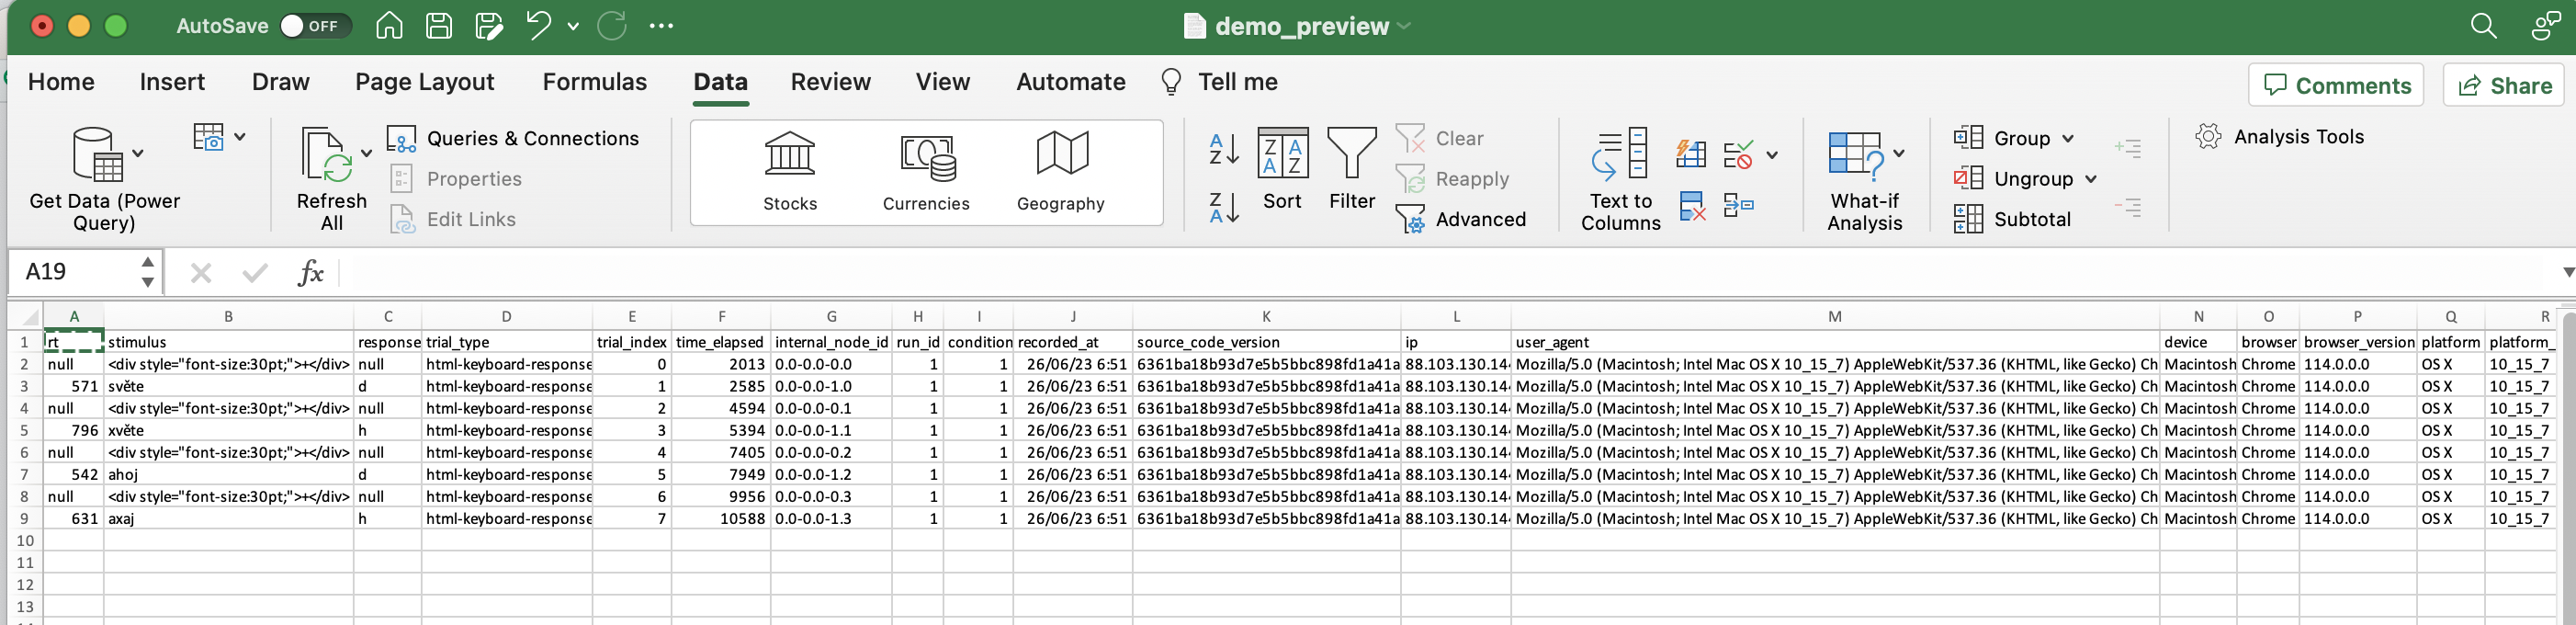 AutoSave OFF demo_preview
Home Insert Draw Page Layout Formulas Data Review View Automate Tell me Comments Share
Get Data (Power Query)
Refresh All
Queries & Connections
Properties
Edit Links
Stocks Currencies Geography
A Z
Z A
Z A A Z
Sort
Filter
Clear
Reapply
Advanced
Text to Columns
What-if Analysis
Group
Ungroup
Subtotal
Analysis Tools
A19 fx
A B C D E F G H I J K L M N O P Q R
1 rt stimulus response trial_type trial_index time_elapsed internal_node_id run_id condition recorded_at source_code_version ip user_agent device browser browser_version platform platform_
2 null <div style="font-size:30pt;">+</div> null html-keyboard-response 0 2013 0.0-0.0-0.0 1 1 26/06/23 6:51 6361ba18b93d7e5b5bbc898fd1a41a 88.103.130.14 Mozilla/5.0 (Macintosh; Intel Mac OS X 10_15_7) AppleWebKit/537.36 (KHTML, like Gecko) Ch Macintosh Chrome 114.0.0.0 OS X 10_15_7
3 571 světe d html-keyboard-response 1 2585 0.0-0.0-1.0 1 1 26/06/23 6:51 6361ba18b93d7e5b5bbc898fd1a41a 88.103.130.14 Mozilla/5.0 (Macintosh; Intel Mac OS X 10_15_7) AppleWebKit/537.36 (KHTML, like Gecko) Ch Macintosh Chrome 114.0.0.0 OS X 10_15_7
4 null <div style="font-size:30pt;">+</div> null html-keyboard-response 2 4594 0.0-0.0-0.1 1 1 26/06/23 6:51 6361ba18b93d7e5b5bbc898fd1a41a 88.103.130.14 Mozilla/5.0 (Macintosh; Intel Mac OS X 10_15_7) AppleWebKit/537.36 (KHTML, like Gecko) Ch Macintosh Chrome 114.0.0.0 OS X 10_15_7
5 796 xvěte h html-keyboard-response 3 5394 0.0-0.0-1.1 1 1 26/06/23 6:51 6361ba18b93d7e5b5bbc898fd1a41a 88.103.130.14 Mozilla/5.0 (Macintosh; Intel Mac OS X 10_15_7) AppleWebKit/537.36 (KHTML, like Gecko) Ch Macintosh Chrome 114.0.0.0 OS X 10_15_7
6 null <div style="font-size:30pt;">+</div> null html-keyboard-response 4 7405 0.0-0.0-0.2 1 1 26/06/23 6:51 6361ba18b93d7e5b5bbc898fd1a41a 88.103.130.14 Mozilla/5.0 (Macintosh; Intel Mac OS X 10_15_7) AppleWebKit/537.36 (KHTML, like Gecko) Ch Macintosh Chrome 114.0.0.0 OS X 10_15_7
7 542 ahoj d html-keyboard-response 5 7949 0.0-0.0-1.2 1 1 26/06/23 6:51 6361ba18b93d7e5b5bbc898fd1a41a 88.103.130.14 Mozilla/5.0 (Macintosh; Intel Mac OS X 10_15_7) AppleWebKit/537.36 (KHTML, like Gecko) Ch Macintosh Chrome 114.0.0.0 OS X 10_15_7
8 null <div style="font-size:30pt;">+</div> null html-keyboard-response 6 9956 0.0-0.0-0.3 1 1 26/06/23 6:51 6361ba18b93d7e5b5bbc898fd1a41a 88.103.130.14 Mozilla/5.0 (Macintosh; Intel Mac OS X 10_15_7) AppleWebKit/537.36 (KHTML, like Gecko) Ch Macintosh Chrome 114.0.0.0 OS X 10_15_7
9 631 axaj h html-keyboard-response 7 10588 0.0-0.0-1.3 1 1 26/06/23 6:51 6361ba18b93d7e5b5bbc898fd1a41a 88.103.130.14 Mozilla/5.0 (Macintosh; Intel Mac OS X 10_15_7) AppleWebKit/537.36 (KHTML, like Gecko) Ch Macintosh Chrome 114.0.0.0 OS X 10_15_7
10
11
12
13